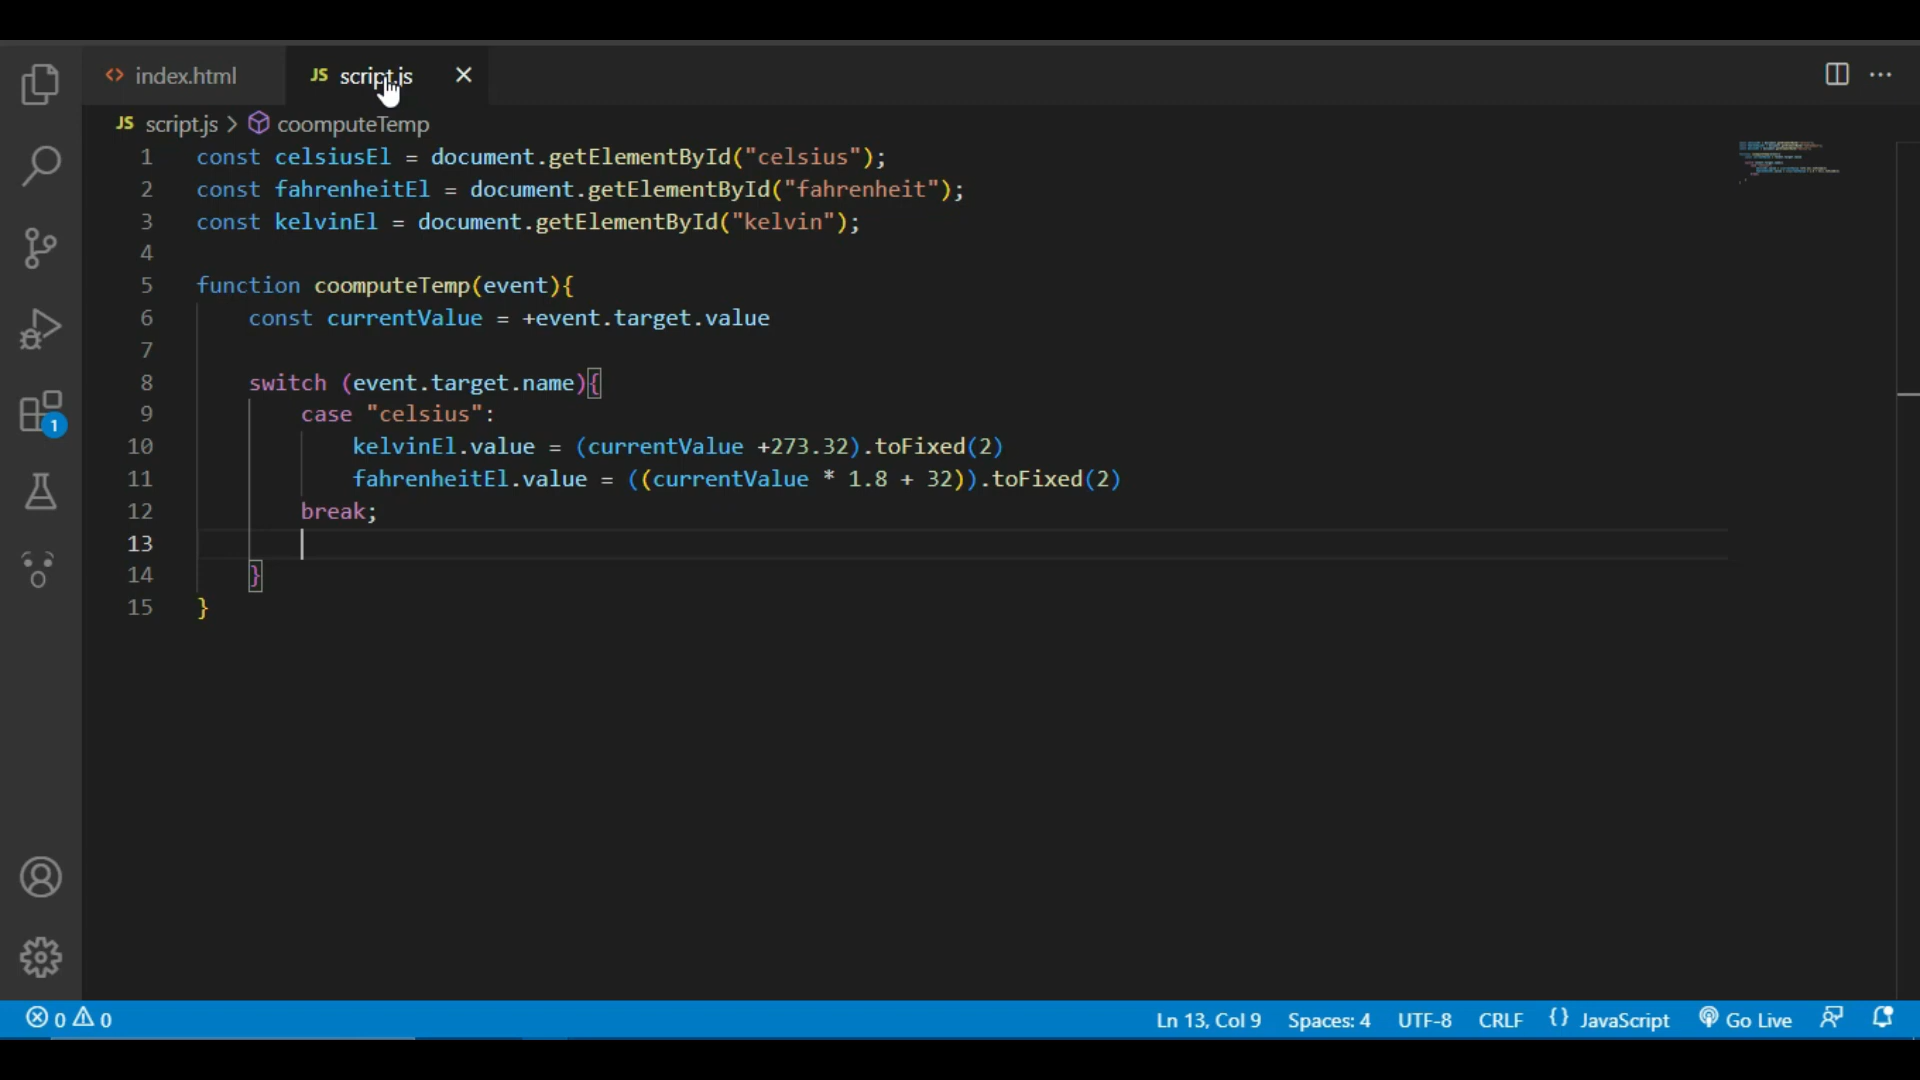 <> index.html JS script.js ×
JS script.js > coomputeTemp
1 const celsiusEl = document.getElementById("celsius");
2 const fahrenheitEl = document.getElementById("fahrenheit");
3 const kelvinEl = document.getElementById("kelvin");
4
5 function coomputeTemp(event){
6 const currentValue = +event.target.value
7
8 switch (event.target.name){
9 case "celsius":
10 kelvinEl.value = (currentValue +273.32).toFixed(2)
11 fahrenheitEl.value = ((currentValue * 1.8 + 32)).toFixed(2)
12 break;
13
14 }
15 }
1
0 0 Ln 13, Col 9 Spaces: 4 UTF-8 CRLF {} JavaScript Go Live